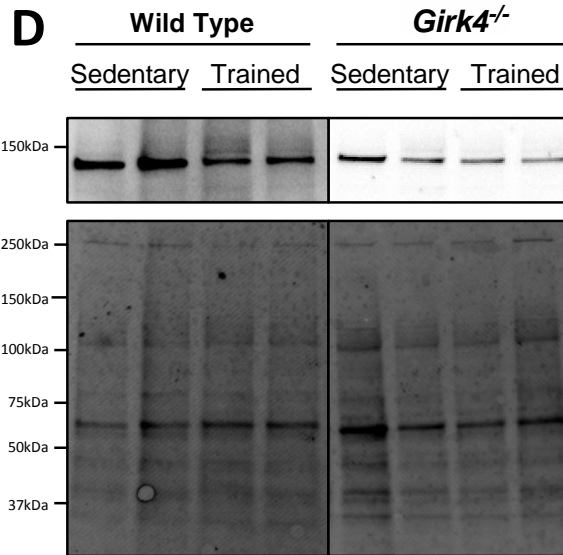 D
Wild Type Girk4-/-
Sedentary Trained Sedentary Trained
150kDa
250kDa
150kDa
100kDa
75kDa
50kDa
37kDa